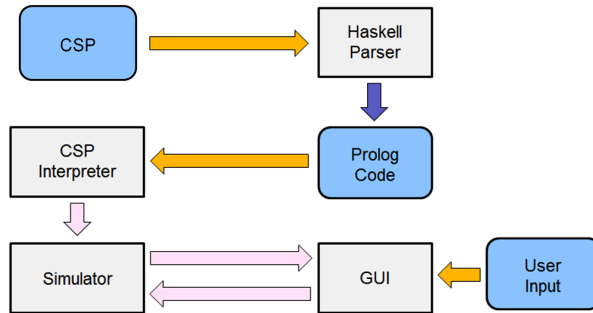 CSP
Haskell
Parser
CSP
Interpreter
Prolog
Code
Simulator
GUI
User
Input